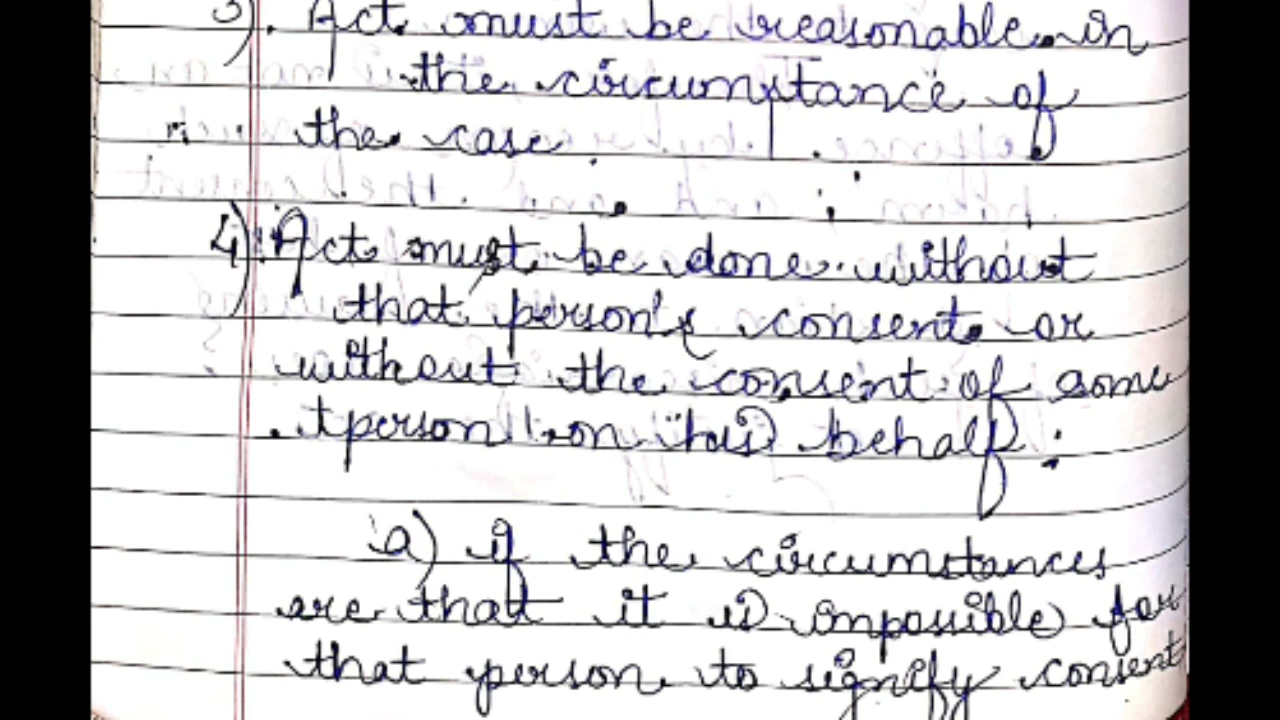 3). Act must be reasonable in
the circumstance of
the case.
4) Act must be done without
that person's consent or
without the consent of some
person on his behalf :
a) if the circumstances
are that it is impossible for
that person to signify consent